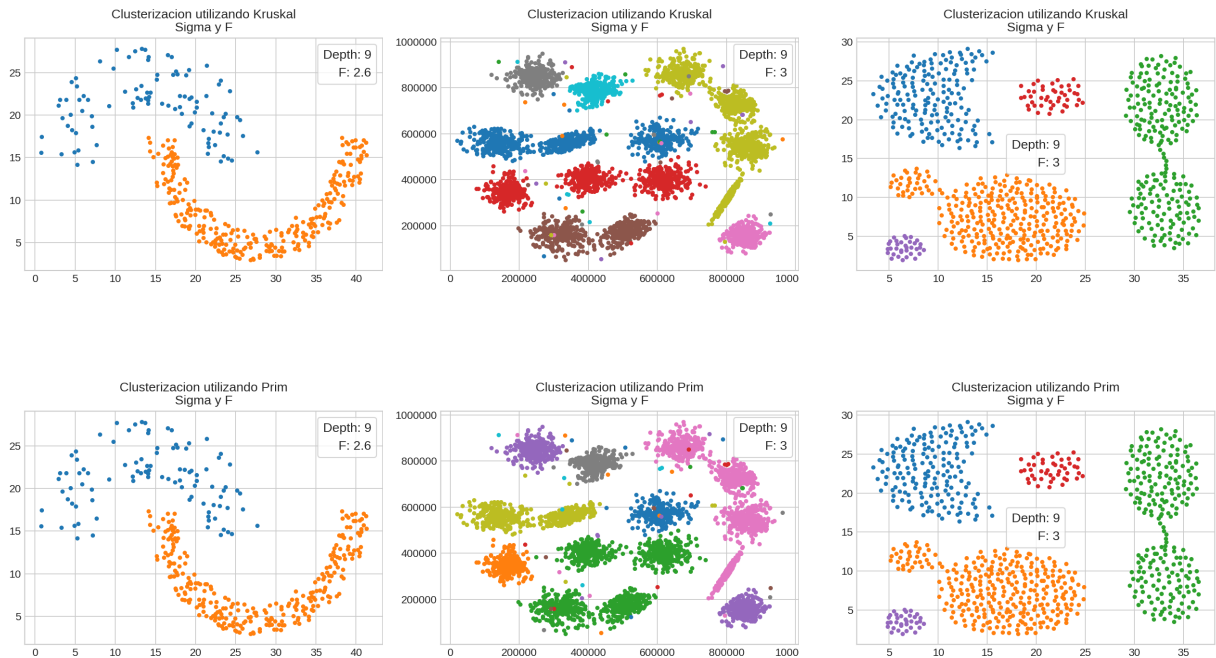 Clusterizacion utilizando Kruskal
Sigma y F
Depth: 9
F: 2.6
25
20
15
10
5
0 5 10 15 20 25 30 35 40
Clusterizacion utilizando Kruskal
Sigma y F
Depth: 9
F: 3
1000000
800000
600000
400000
200000
0 200000 400000 600000 800000 1000
Clusterizacion utilizando Kruskal
Sigma y F
Depth: 9
F: 3
30
25
20
15
10
5
5 10 15 20 25 30 35
Clusterizacion utilizando Prim
Sigma y F
Depth: 9
F: 2.6
25
20
15
10
5
0 5 10 15 20 25 30 35 40
Clusterizacion utilizando Prim
Sigma y F
Depth: 9
F: 3
1000000
800000
600000
400000
200000
0 200000 400000 600000 800000 1000
Clusterizacion utilizando Prim
Sigma y F
Depth: 9
F: 3
30
25
20
15
10
5
5 10 15 20 25 30 35